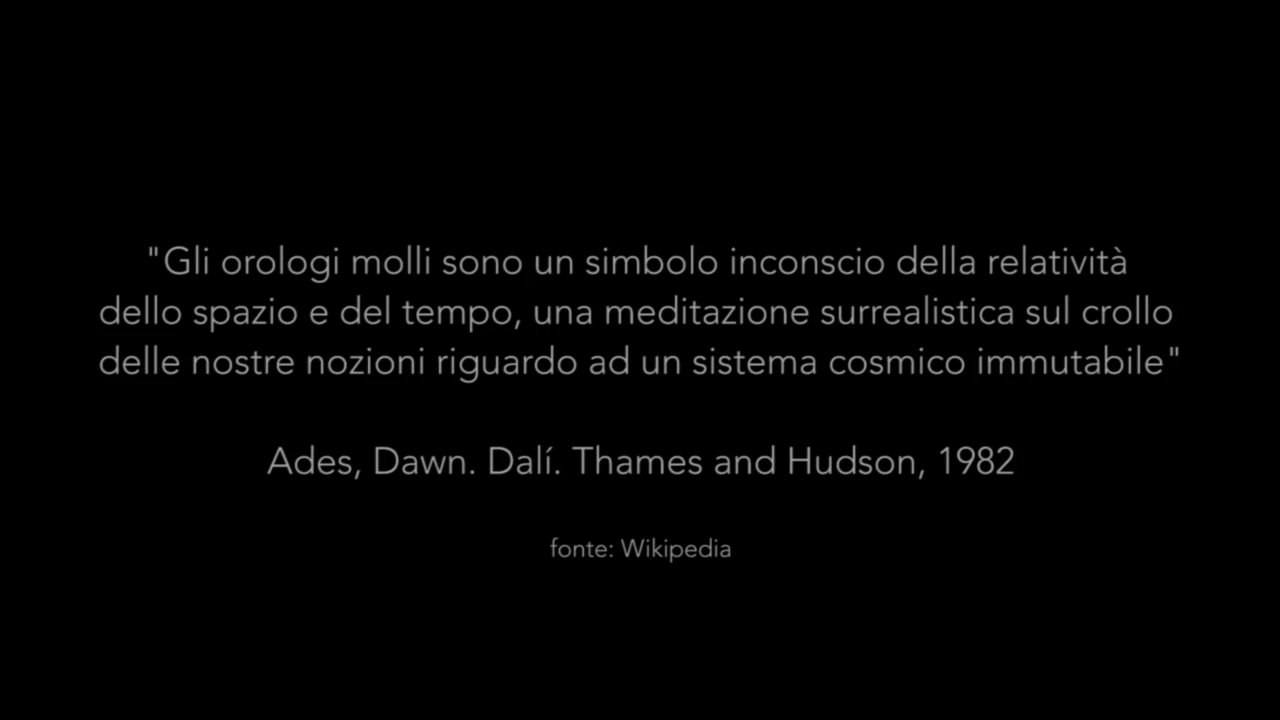 "Gli orologi molli sono un simbolo inconscio della relatività
dello spazio e del tempo, una meditazione surrealistica sul crollo
delle nostre nozioni riguardo ad un sistema cosmico immutabile"
Ades, Dawn. Dalí. Thames and Hudson, 1982
fonte: Wikipedia